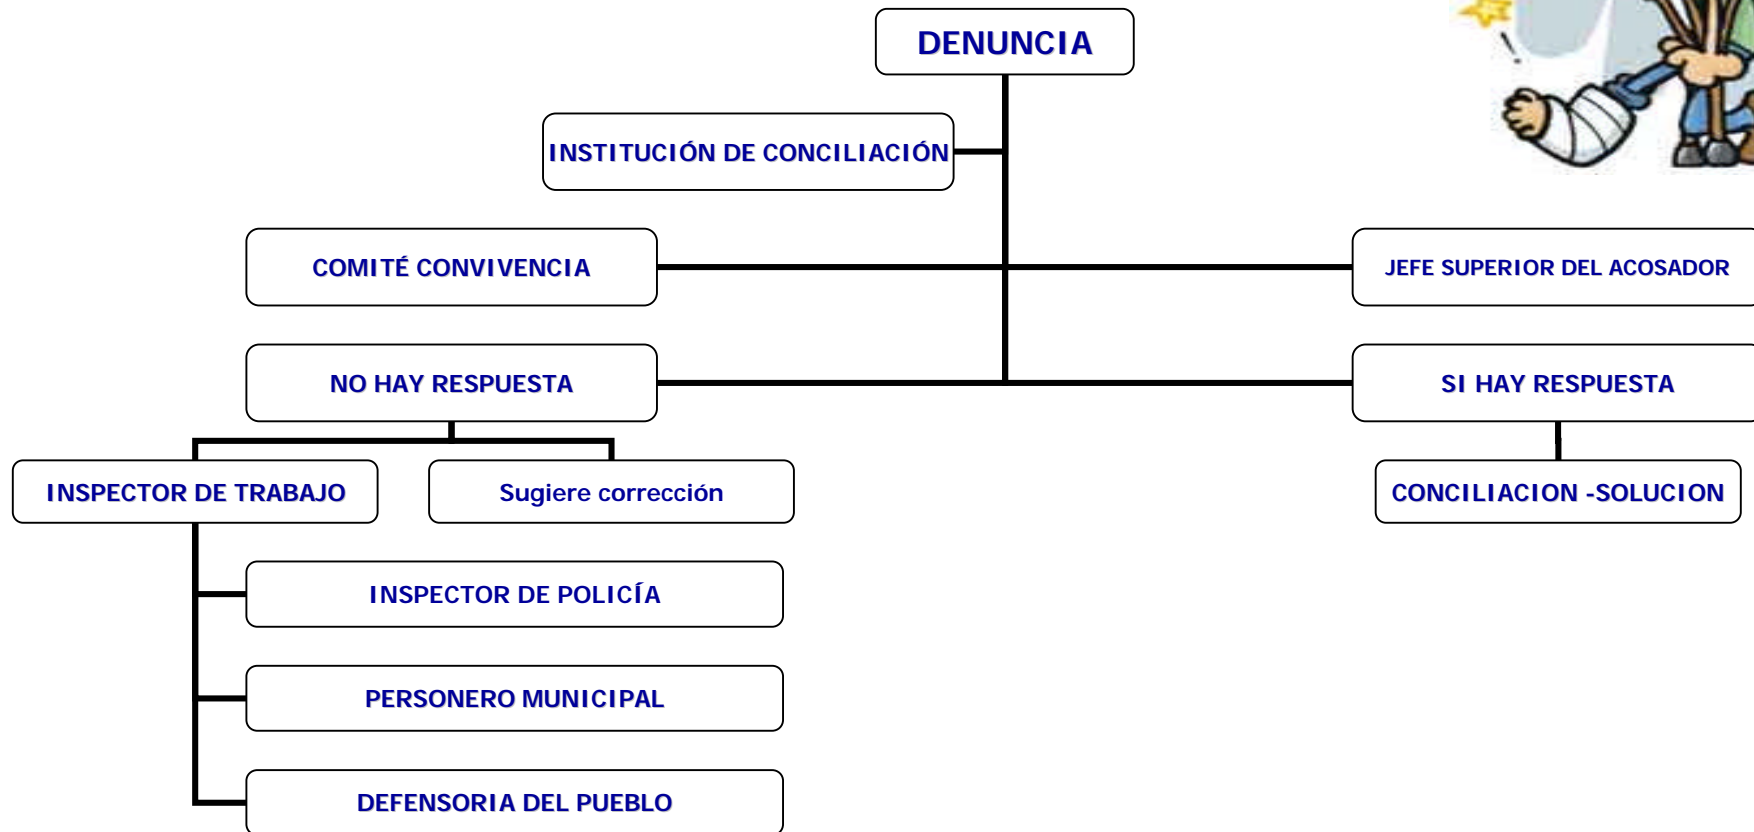 DENUNCIA
INSTITUCIÓN DE CONCILIACIÓN
COMITÉ CONVIVENCIA
JEFE SUPERIOR DEL ACOSADOR
NO HAY RESPUESTA
SI HAY RESPUESTA
INSPECTOR DE TRABAJO
Sugiere corrección
CONCILIACION -SOLUCION
INSPECTOR DE POLICÍA
PERSONERO MUNICIPAL
DEFENSORIA DEL PUEBLO